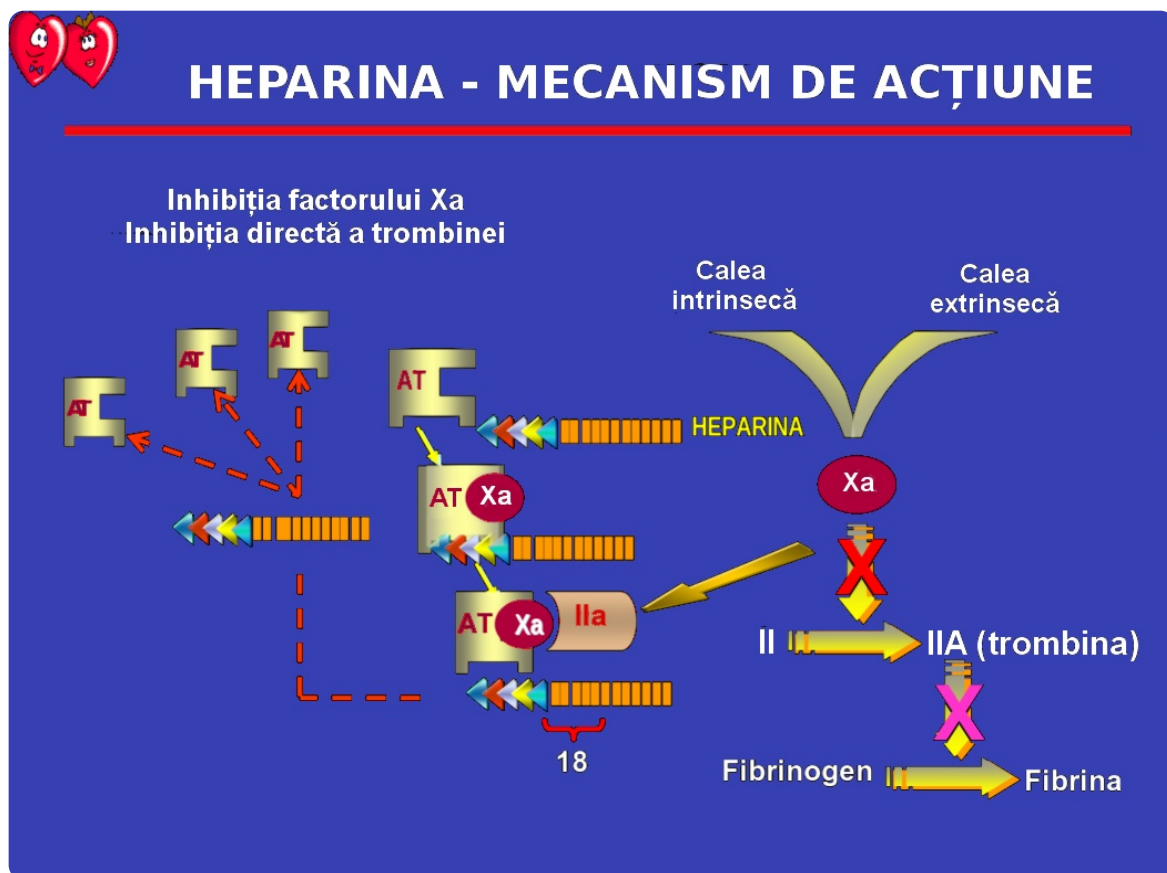 HEPARINA - MECANISM DE ACȚIUNE
Inhibiția factorului Xa
Inhibiția directă a trombinei
Calea
intrinsecă
Calea
extrinsecă
AT
AT
AT
AT
HEPARINA
Xa
AT
Xa
X
AT
Xa
IIa
II
IIA (trombina)
X
18
Fibrinogen
Fibrina